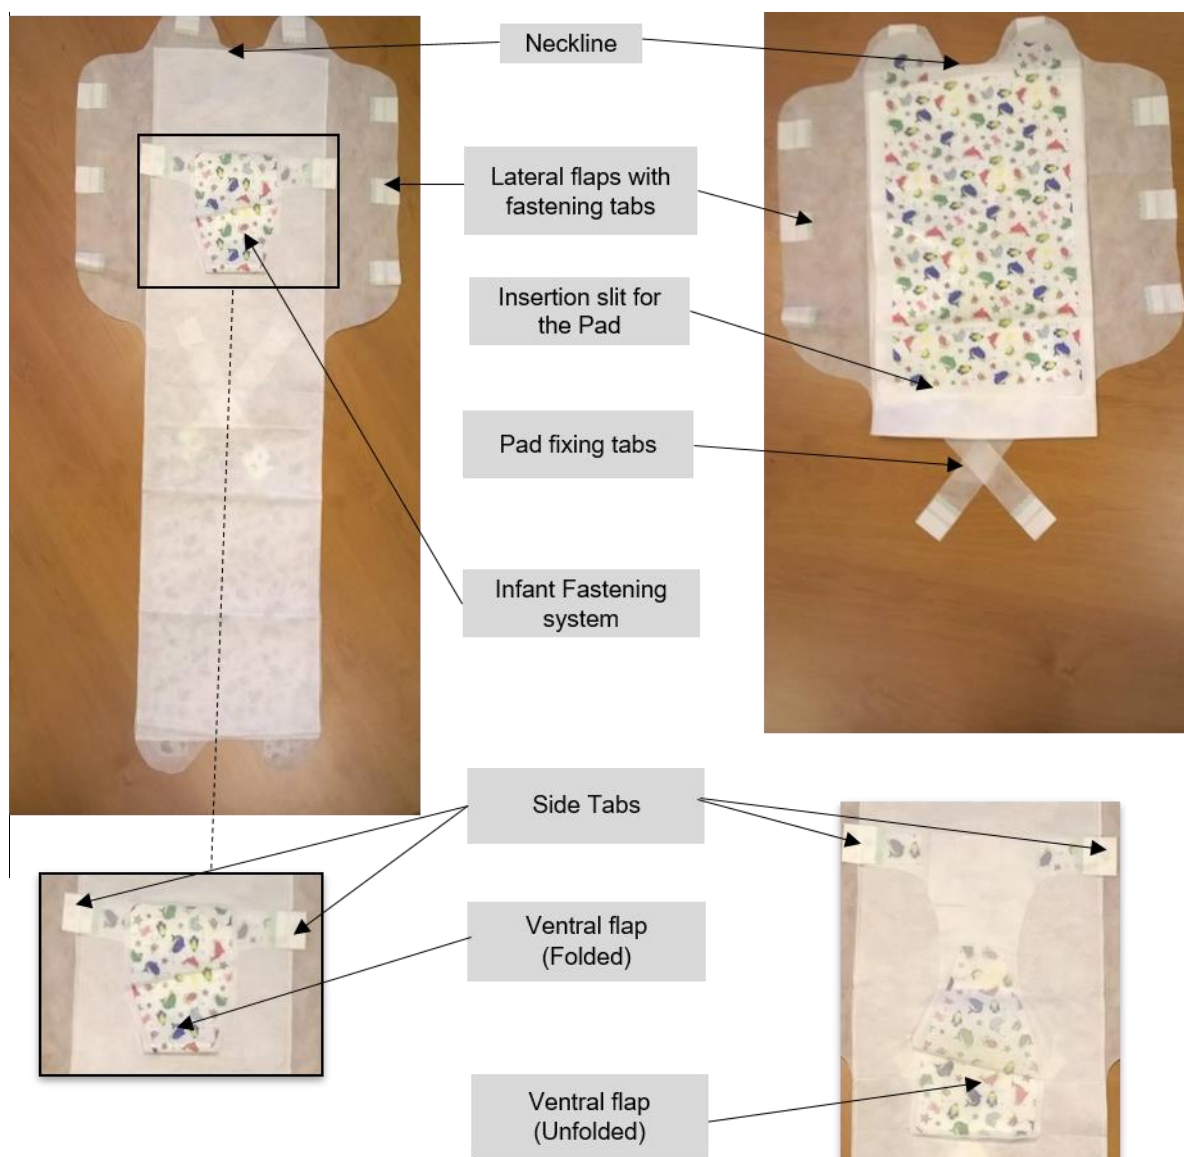 Neckline
Lateral flaps with
fastening tabs
Insertion slit for
the Pad
Pad fixing tabs
Infant Fastening
system
Side Tabs
Ventral flap
(Folded)
Ventral flap
(Unfolded)